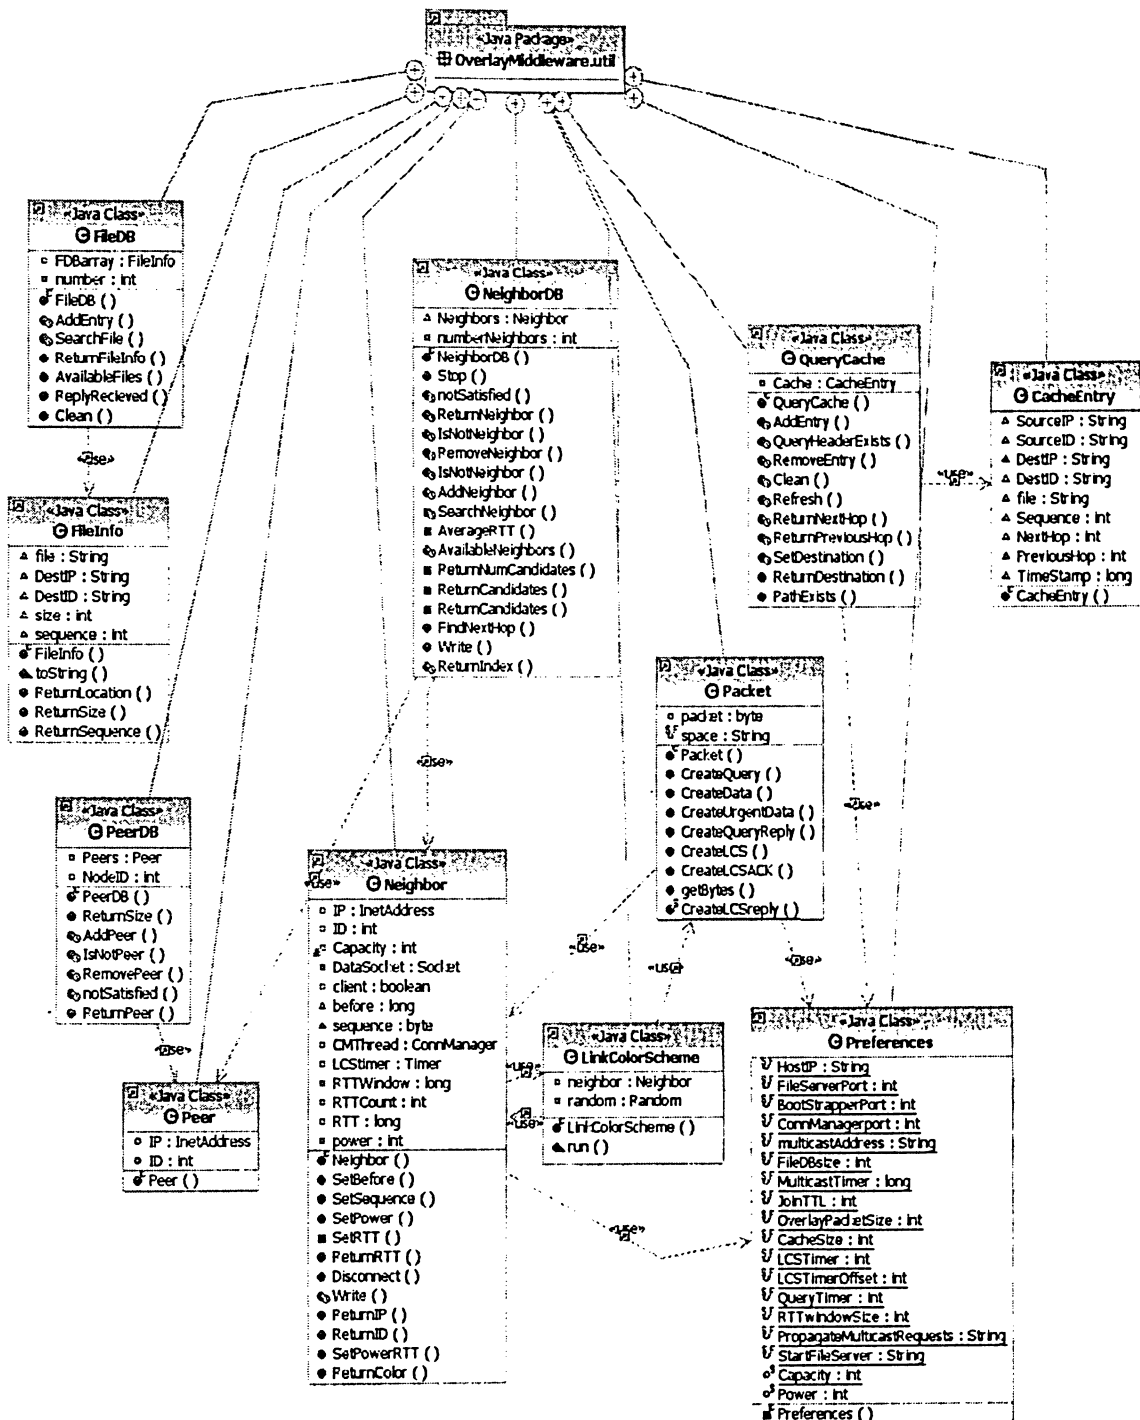 «Java Package»
OverlayMiddleware.util
«Java Class»
FileDB
FDBarray : FileInfo
number : int
FileDB ( )
AddEntry ( )
SearchFile ( )
ReturnFileInfo ( )
AvailableFiles ( )
ReplyRecieved ( )
Clean ( )
«use»
«Java Class»
FileInfo
file : String
DestIP : String
DestID : String
size : int
sequence : int
FileInfo ( )
toString ( )
ReturnLocation ( )
ReturnSize ( )
ReturnSequence ( )
«Java Class»
NeighborDB
Neighbors : Neighbor
numberNeighbors : int
NeighborDB ( )
Stop ( )
notSatisfied ( )
ReturnNeighbor ( )
IsNotNeighbor ( )
RemoveNeighbor ( )
IsNotNeighbor ( )
AddNeighbor ( )
SearchNeighbor ( )
AverageRTT ( )
AvailableNeighbors ( )
ReturnNumCandidates ( )
ReturnCandidates ( )
ReturnCandidates ( )
FindNextHop ( )
Write ( )
ReturnIndex ( )
«use»
«use»
«Java Class»
QueryCache
Cache : CacheEntry
QueryCache ( )
AddEntry ( )
QueryHeaderExists ( )
RemoveEntry ( )
Clean ( )
Refresh ( )
ReturnNextHop ( )
ReturnPreviousHop ( )
SetDestination ( )
ReturnDestination ( )
PathExists ( )
«use»
«use»
«Java Class»
CacheEntry
SourceIP : String
SourceID : String
DestIP : String
DestID : String
file : String
Sequence : int
NextHop : int
PreviousHop : int
TimeStamp : long
CacheEntry ( )
«Java Class»
Packet
packet : byte
space : String
Packet ( )
CreateQuery ( )
CreateData ( )
CreateUrgentData ( )
CreateQueryReply ( )
CreateLCS ( )
CreateLCSACK ( )
getBytes ( )
CreateLCSreply ( )
«use»
«use»
«use»
«Java Class»
PeerDB
Peers : Peer
NodeID : int
PeerDB ( )
ReturnSize ( )
AddPeer ( )
IsNotPeer ( )
RemovePeer ( )
notSatisfied ( )
ReturnPeer ( )
«use»
«Java Class»
Peer
IP : InetAddress
ID : int
Peer ( )
«Java Class»
Neighbor
IP : InetAddress
ID : int
Capacity : int
DataSocket : Socket
client : boolean
before : long
sequence : byte
CMThread : ConnManager
LCStimer : Timer
RTTWindow : long
RTTCount : int
RTT : long
power : int
Neighbor ( )
SetBefore ( )
SetSequence ( )
SetPower ( )
SetRTT ( )
ReturnRTT ( )
Disconnect ( )
Write ( )
ReturnIP ( )
ReturnID ( )
SetPowerRTT ( )
ReturnColor ( )
«use»
«use»
«use»
«Java Class»
LinkColorScheme
neighbor : Neighbor
random : Random
LinkColorScheme ( )
run ( )
«Java Class»
Preferences
HostIP : String
FileServerPort : int
BootStrapperPort : int
ConnManagerport : int
multicastAddress : String
FileDBsize : int
MulticastTimer : long
JoinTTL : int
OverlayPacketSize : int
CacheSize : int
LCSTimer : int
LCSTimerOffset : int
QueryTimer : int
RTTwindowSize : int
PropagateMulticastRequests : String
StartFileServer : String
Capacity : int
Power : int
Preferences ( )